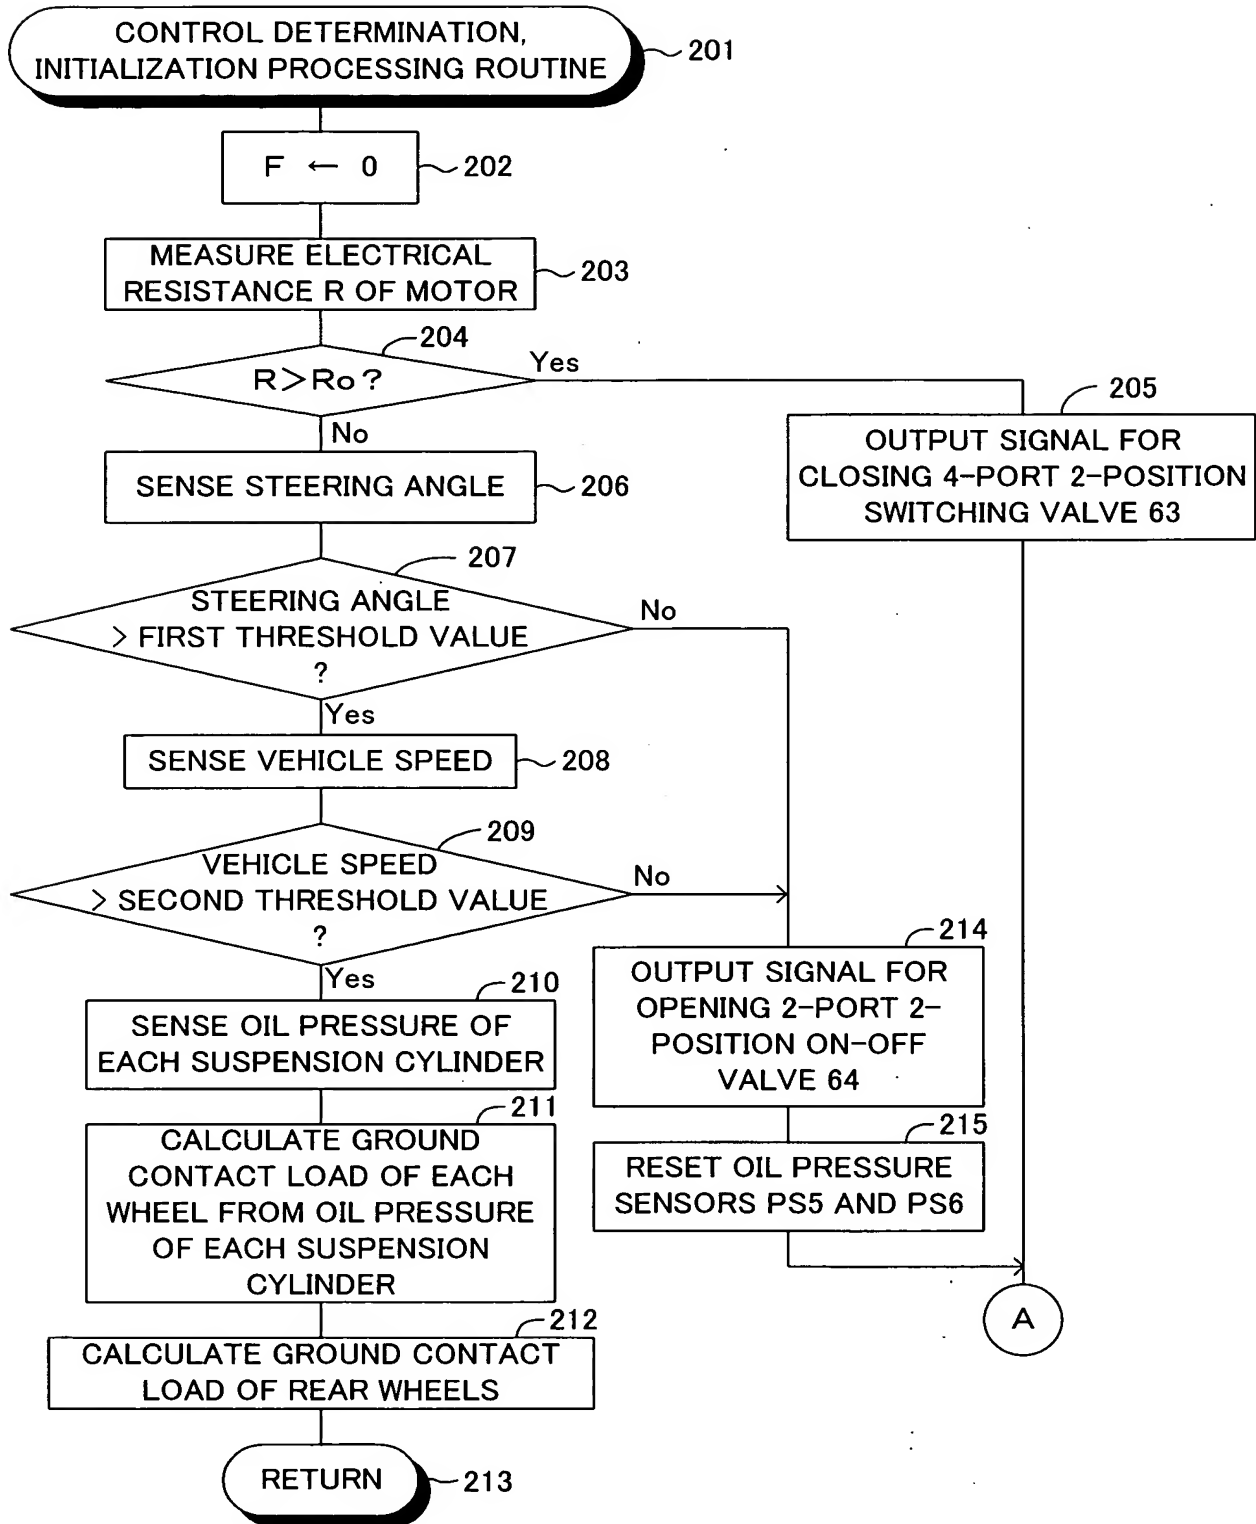 CONTROL DETERMINATION,
INITIALIZATION PROCESSING ROUTINE
201
F ← 0
202
MEASURE ELECTRICAL
RESISTANCE R OF MOTOR
203
204
R>Ro?
Yes
No
205
OUTPUT SIGNAL FOR
CLOSING 4-PORT 2-POSITION
SWITCHING VALVE 63
SENSE STEERING ANGLE
206
207
STEERING ANGLE
> FIRST THRESHOLD VALUE
?
No
Yes
SENSE VEHICLE SPEED
208
209
VEHICLE SPEED
> SECOND THRESHOLD VALUE
?
No
Yes
210
SENSE OIL PRESSURE OF
EACH SUSPENSION CYLINDER
214
OUTPUT SIGNAL FOR
OPENING 2-PORT 2-
POSITION ON-OFF
VALVE 64
211
CALCULATE GROUND
CONTACT LOAD OF EACH
WHEEL FROM OIL PRESSURE
OF EACH SUSPENSION
CYLINDER
215
RESET OIL PRESSURE
SENSORS PS5 AND PS6
A
212
CALCULATE GROUND CONTACT
LOAD OF REAR WHEELS
RETURN
213